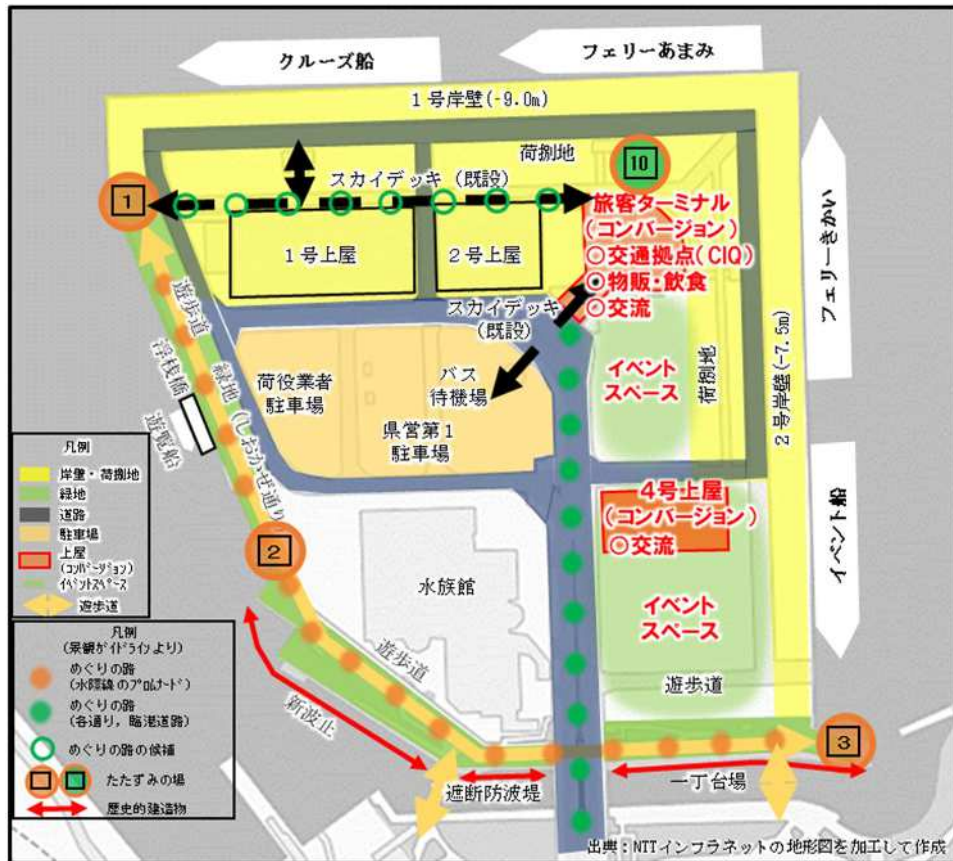 クルーズ船
フェリーあまみ
1号岸壁(-9.0m)
荷捌地
10
スカイデッキ(既設)
1
旅客ターミナル
(コンバージョン)
○交通拠点(CIQ)
○物販・飲食
○交流
1号上屋
2号上屋
スカイデッキ
(既設)
フェリーきかい
遊歩道
浮桟橋
遊覧船
緑地(しおかぜ通り)
荷役業者
駐車場
バス
待機場
県営第1
駐車場
イベント
スペース
荷捌地
2号岸壁(-7.5m)
凡例
岸壁・荷捌地
緑地
道路
駐車場
上屋
(コンバージョン)
イベントスペース
遊歩道
4号上屋
(コンバージョン)
○交流
イベント船
2
水族館
イベント
スペース
遊歩道
遊歩道
新波止
3
遮断防波堤
一丁台場
凡例
(景観ガイドラインより)
めぐりの路
(水際線のプロムナード)
めぐりの路
(各通り,臨港道路)
めぐりの路の候補
たたずみの場
歴史的建造物
出典:NTTインフラネットの地形図を加工して作成